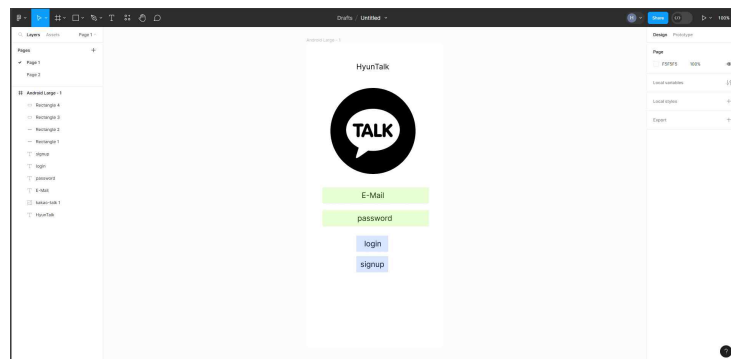 Drafts / Untitled
H
Share
100%
Layers
Assets
Page 1
Pages
Page 1
Page 2
Android Large - 1
Rectangle 4
Rectangle 3
Rectangle 2
Rectangle 1
signup
login
password
E-Mail
kakao-talk 1
HyunTalk
Android Large - 1
HyunTalk
TALK
E-Mail
password
login
signup
Design
Prototype
Page
F5F5F5
100%
Local variables
Local styles
Export
?